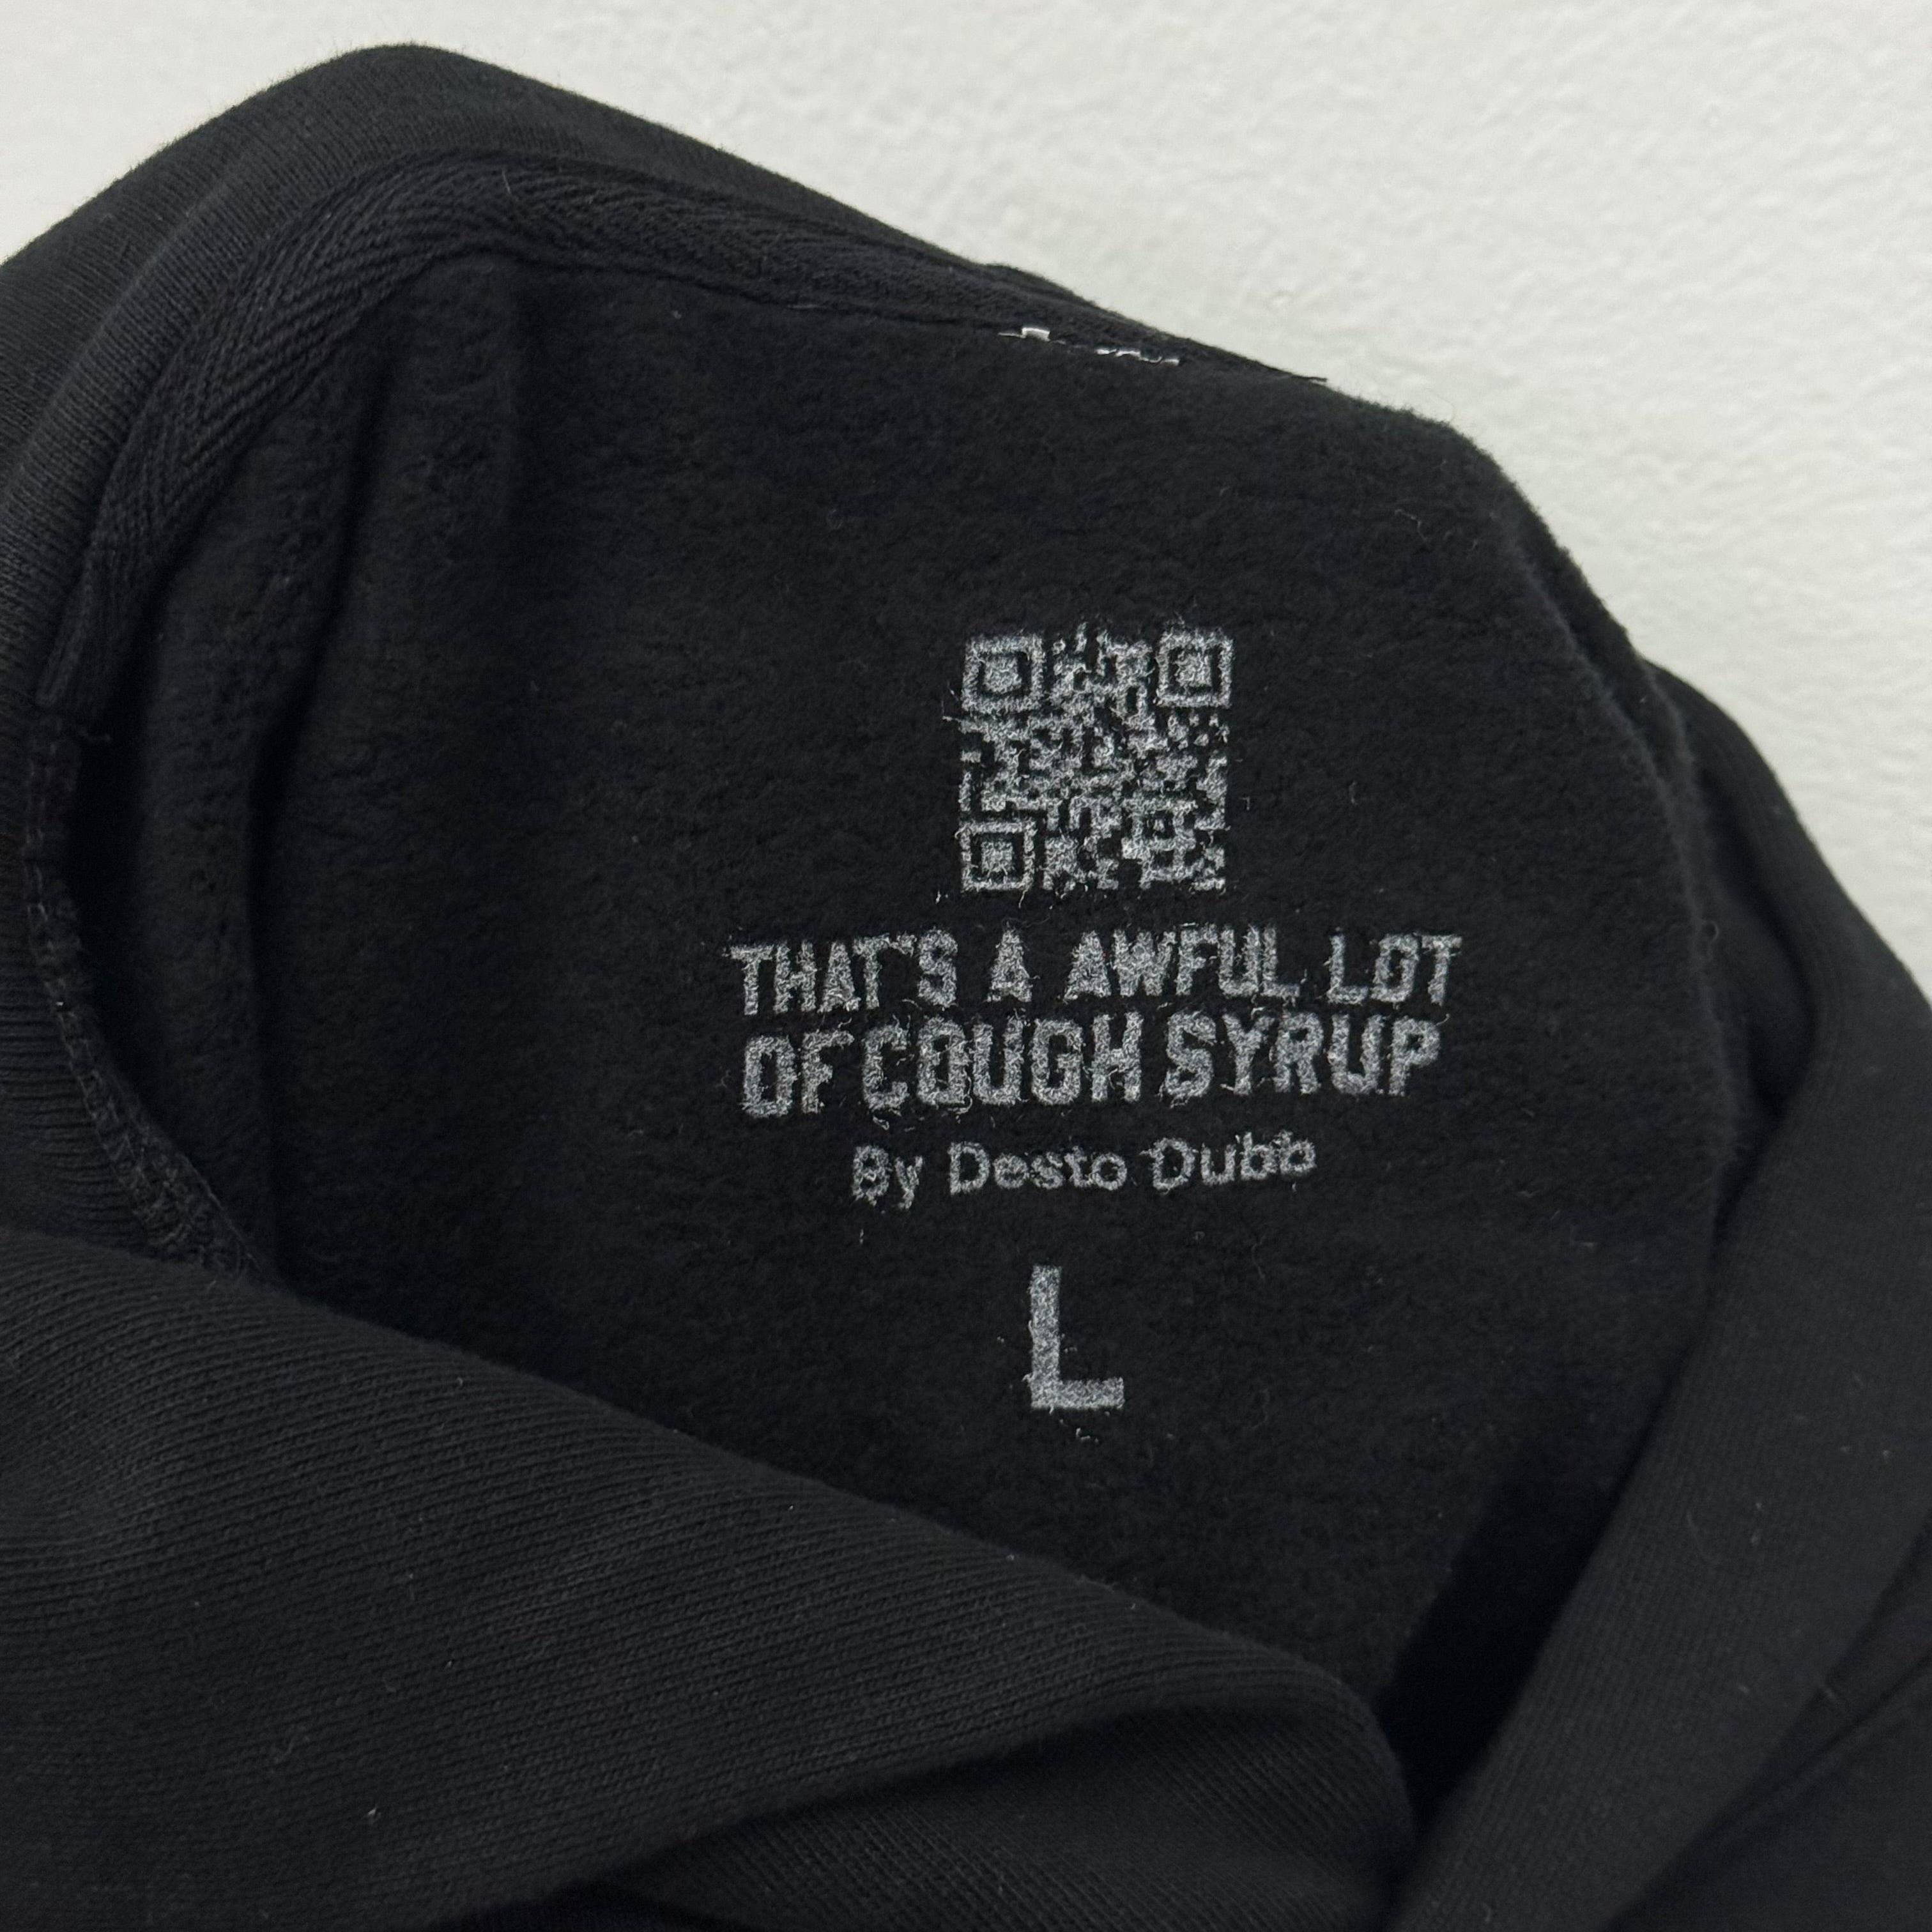 THAT'S A AWFUL LOT
OF COUGH SYRUP
By Desto Dubb
L